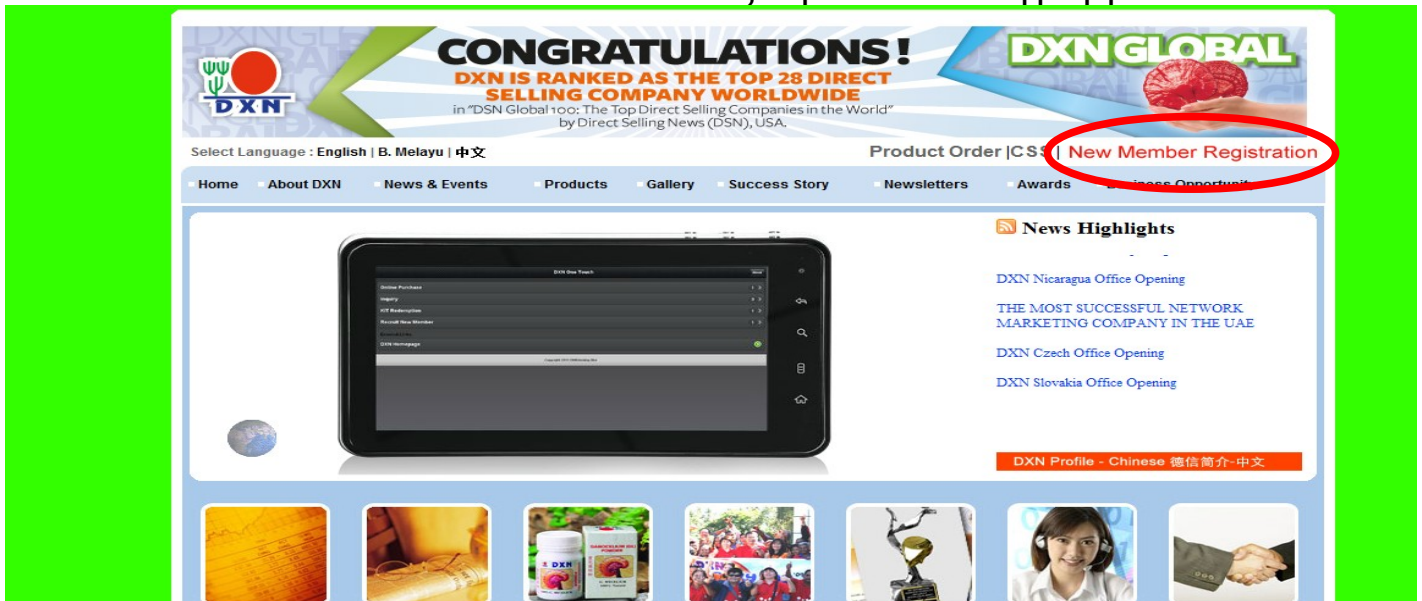 CONGRATULATIONS!
DXN IS RANKED AS THE TOP 28 DIRECT
SELLING COMPANY WORLDWIDE
in "DSN Global 100: The Top Direct Selling Companies in the World"
by Direct Selling News (DSN), USA.
DXN GLOBAL
DXN
Select Language : English | B. Melayu | 中文
Product Order |CSS | New Member Registration
Home About DXN News & Events Products Gallery Success Story Newsletters Awards Business Opportunity
News Highlights
DXN Nicaragua Office Opening
THE MOST SUCCESSFUL NETWORK
MARKETING COMPANY IN THE UAE
DXN Czech Office Opening
DXN Slovakia Office Opening
DXN Profile - Chinese 德信简介-中文
DXN One Touch
Online Purchase
Inquiry
KIT Redemption
Recruit New Member
DXN Homepage
DXN